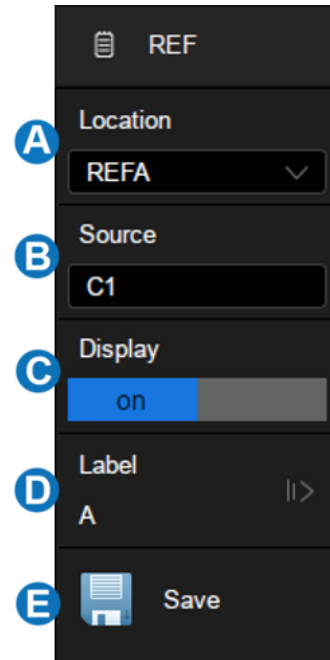 REF
A
Location
REFA
B
Source
C1
C
Display
on
D
Label
A
E
Save